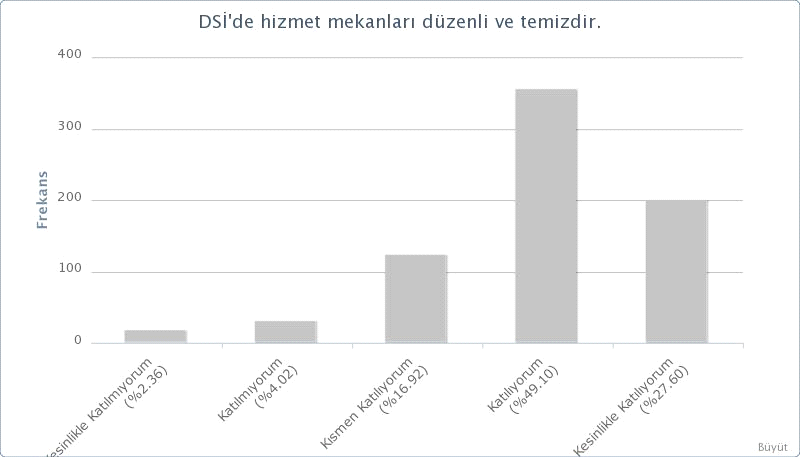 DSİ'de hizmet mekanları düzenli ve temizdir.
400
300
200
100
0
Frekans
esinlikle Katılmıyorum
(%2.36)
Katılmıyorum
(%4.02)
Kısmen Katılıyorum
(%16.92)
Katılıyorum
(%49.10)
Kesinlikle Katılıyorum
(%27.60)
Büyüt